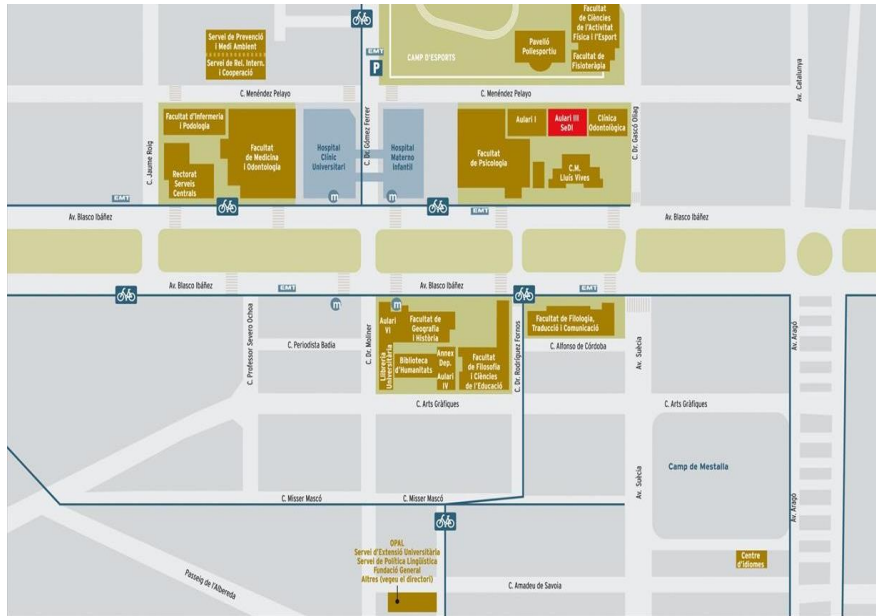 Servei de Prevenció
i Medi Ambient
Servei de Rel. Intern.
i Cooperació
EMT
P
CAMP D'ESPORTS
Pavelló
Poliesportiu
Facultat
de Ciències
de l'Activitat
Física i l'Esport
Facultat de
Fisioteràpia
Av. Catalunya
C. Menéndez Pelayo
C. Menéndez Pelayo
C. Jaume Roig
Facultat d'Infermeria
i Podologia
Facultat
de Medicina
i Odontologia
Rectorat
Serveis
Centrals
Hospital
Clínic
Universitari
C. Dr. Gómez Ferrer
Hospital
Materno
Infantil
Facultat
de Psicologia
Aulari I
Aulari III
SeDI
Clínica
Odontològica
C.M.
Lluís Vives
C. Dr. Gascó Oliag
EMT
m
m
EMT
Av. Blasco Ibáñez
Av. Blasco Ibáñez
Av. Blasco Ibáñez
EMT
Av. Blasco Ibáñez
EMT
m
m
C. Professor Severo Ochoa
C. Periodista Badia
C. Dr. Moliner
Aulari
VI
Facultat de
Geografia
i Història
Llibreria
Universitària
Biblioteca
d'Humanitats
Annex
Dep.
Aulari
IV
Facultat
de Filosofia
i Ciències
de l'Educació
C. Dr. Rodríguez Fornos
Facultat de Filologia,
Traducció i Comunicació
C. Alfonso de Córdoba
Av. Suècia
Av. Aragó
C. Arts Gràfiques
C. Arts Gràfiques
Camp de Mestalla
Av. Suècia
Av. Aragó
C. Misser Mascó
C. Misser Mascó
Passeig de l'Albereda
OPAL
Servei d'Extensió Universitària
Servei de Política Lingüística
Fundació General
Altres (vegeu el directori)
C. Amadeu de Savoia
Centre
d'Idiomes